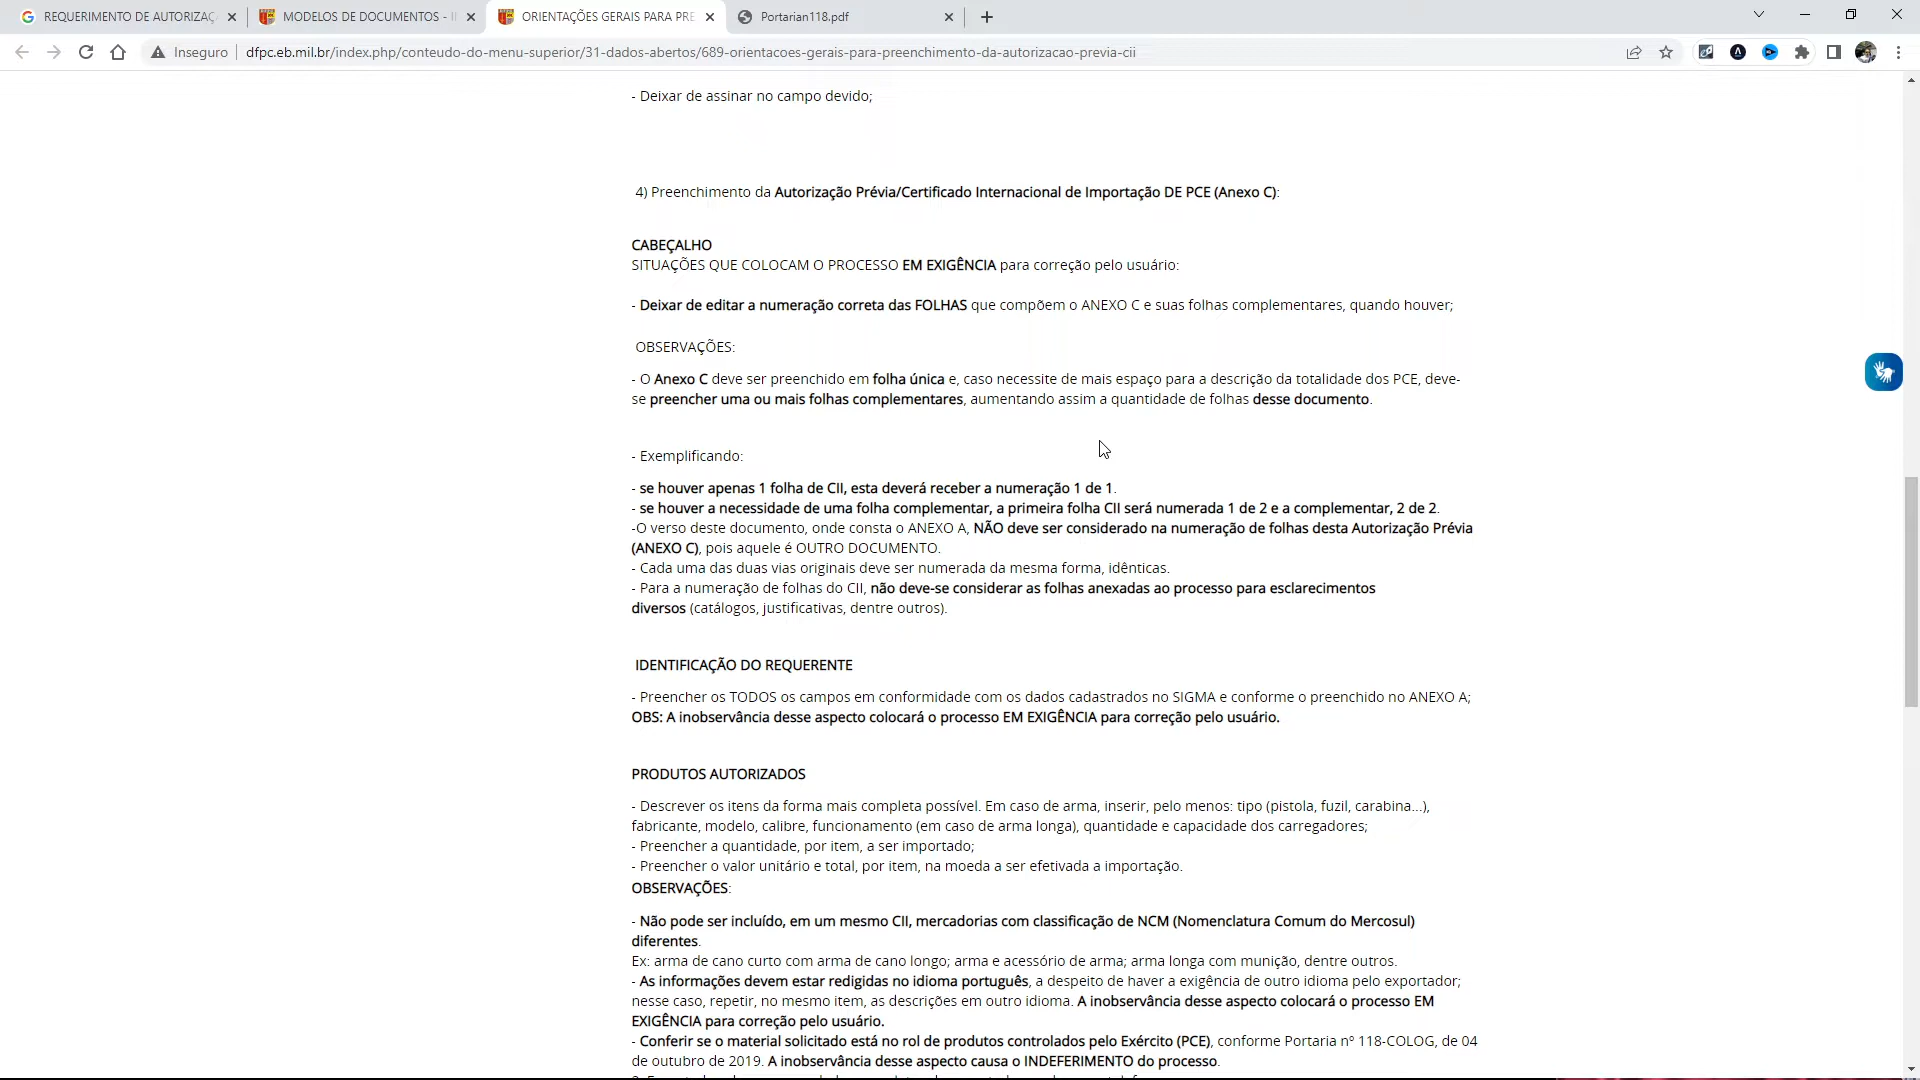 REQUERIMENTO DE AUTORIZAÇ
MODELOS DE DOCUMENTOS - II
ORIENTAÇÕES GERAIS PARA PRE
Portarian118.pdf
Inseguro
dfpc.eb.mil.br/index.php/conteudo-do-menu-superior/31-dados-abertos/689-orientacoes-gerais-para-preenchimento-da-autorizacao-previa-cii
- Deixar de assinar no campo devido;
4) Preenchimento da Autorização Prévia/Certificado Internacional de Importação DE PCE (Anexo C):
CABEÇALHO
SITUAÇÕES QUE COLOCAM O PROCESSO EM EXIGÊNCIA para correção pelo usuário:
- Deixar de editar a numeração correta das FOLHAS que compõem o ANEXO C e suas folhas complementares, quando houver;
OBSERVAÇÕES:
- O Anexo C deve ser preenchido em folha única e, caso necessite de mais espaço para a descrição da totalidade dos PCE, deve-
se preencher uma ou mais folhas complementares, aumentando assim a quantidade de folhas desse documento.
- Exemplificando:
- se houver apenas 1 folha de CII, esta deverá receber a numeração 1 de 1.
- se houver a necessidade de uma folha complementar, a primeira folha CII será numerada 1 de 2 e a complementar, 2 de 2.
-O verso deste documento, onde consta o ANEXO A, NÃO deve ser considerado na numeração de folhas desta Autorização Prévia
(ANEXO C), pois aquele é OUTRO DOCUMENTO.
- Cada uma das duas vias originais deve ser numerada da mesma forma, idênticas.
- Para a numeração de folhas do CII, não deve-se considerar as folhas anexadas ao processo para esclarecimentos
diversos (catálogos, justificativas, dentre outros).
IDENTIFICAÇÃO DO REQUERENTE
- Preencher os TODOS os campos em conformidade com os dados cadastrados no SIGMA e conforme o preenchido no ANEXO A;
OBS: A inobservância desse aspecto colocará o processo EM EXIGÊNCIA para correção pelo usuário.
PRODUTOS AUTORIZADOS
- Descrever os itens da forma mais completa possível. Em caso de arma, inserir, pelo menos: tipo (pistola, fuzil, carabina...),
fabricante, modelo, calibre, funcionamento (em caso de arma longa), quantidade e capacidade dos carregadores;
- Preencher a quantidade, por item, a ser importado;
- Preencher o valor unitário e total, por item, na moeda a ser efetivada a importação.
OBSERVAÇÕES:
- Não pode ser incluído, em um mesmo CII, mercadorias com classificação de NCM (Nomenclatura Comum do Mercosul)
diferentes.
Ex: arma de cano curto com arma de cano longo; arma e acessório de arma; arma longa com munição, dentre outros.
- As informações devem estar redigidas no idioma português, a despeito de haver a exigência de outro idioma pelo exportador;
nesse caso, repetir, no mesmo item, as descrições em outro idioma. A inobservância desse aspecto colocará o processo EM
EXIGÊNCIA para correção pelo usuário.
- Conferir se o material solicitado está no rol de produtos controlados pelo Exército (PCE), conforme Portaria nº 118-COLOG, de 04
de outubro de 2019. A inobservância desse aspecto causa o INDEFERIMENTO do processo.